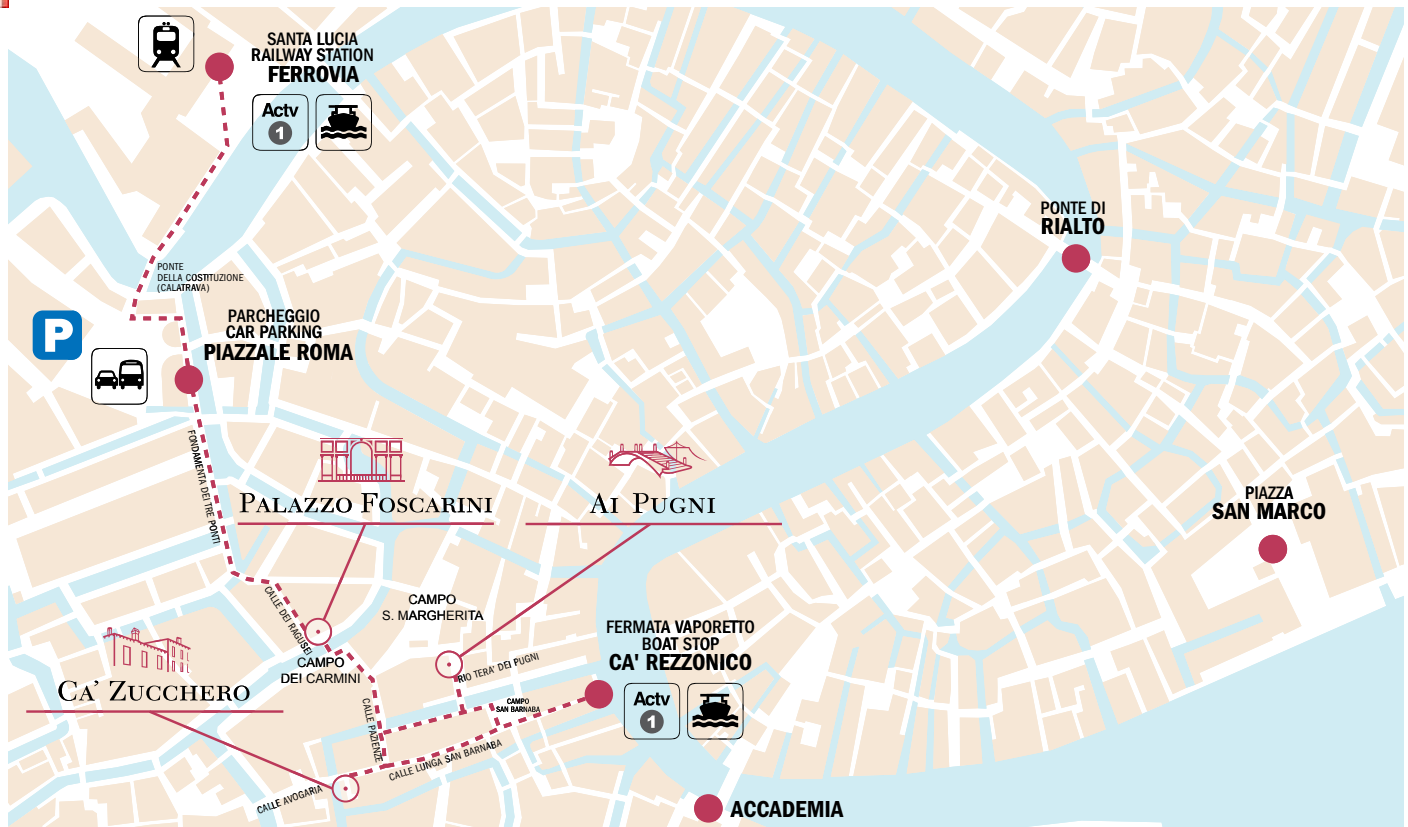 SANTA LUCIA
RAILWAY STATION
FERROVIA
Actv
1
PONTE
DELLA COSTITUZIONE
(CALATRAVA)
PONTE DI
RIALTO
P
PARCHEGGIO
CAR PARKING
PIAZZALE ROMA
FONDAMENTA DEI TRE PONTI
PALAZZO FOSCARINI
AI PUGNI
PIAZZA
SAN MARCO
CALLE DEI RAGUSEI
CAMPO
S. MARGHERITA
CAMPO
DEI CARMINI
RIO TERA' DEI PUGNI
FERMATA VAPORETTO
BOAT STOP
CA' REZZONICO
Actv
1
CA' ZUCCHERO
CALLE PAZIENZE
CAMPO
SAN BARNABA
CALLE LUNGA SAN BARNABA
CALLE AVOGARIA
ACCADEMIA